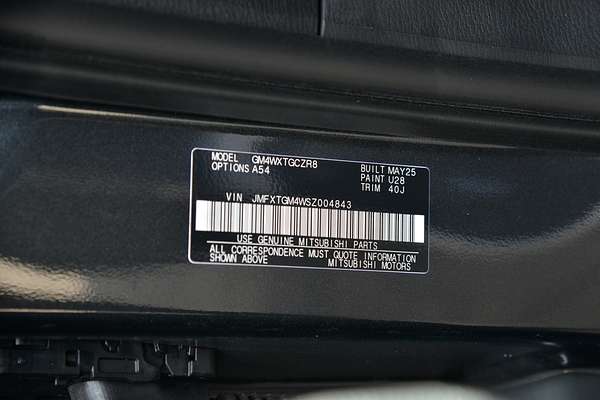 MODEL GM4WXTGCZR8 BUILT MAY25
OPTIONS A54 PAINT U28
TRIM 40J
VIN JMFXTGM4WSZ004843
USE GENUINE MITSUBISHI PARTS
ALL CORRESPONDENCE MUST QUOTE INFORMATION
SHOWN ABOVE MITSUBISHI MOTORS